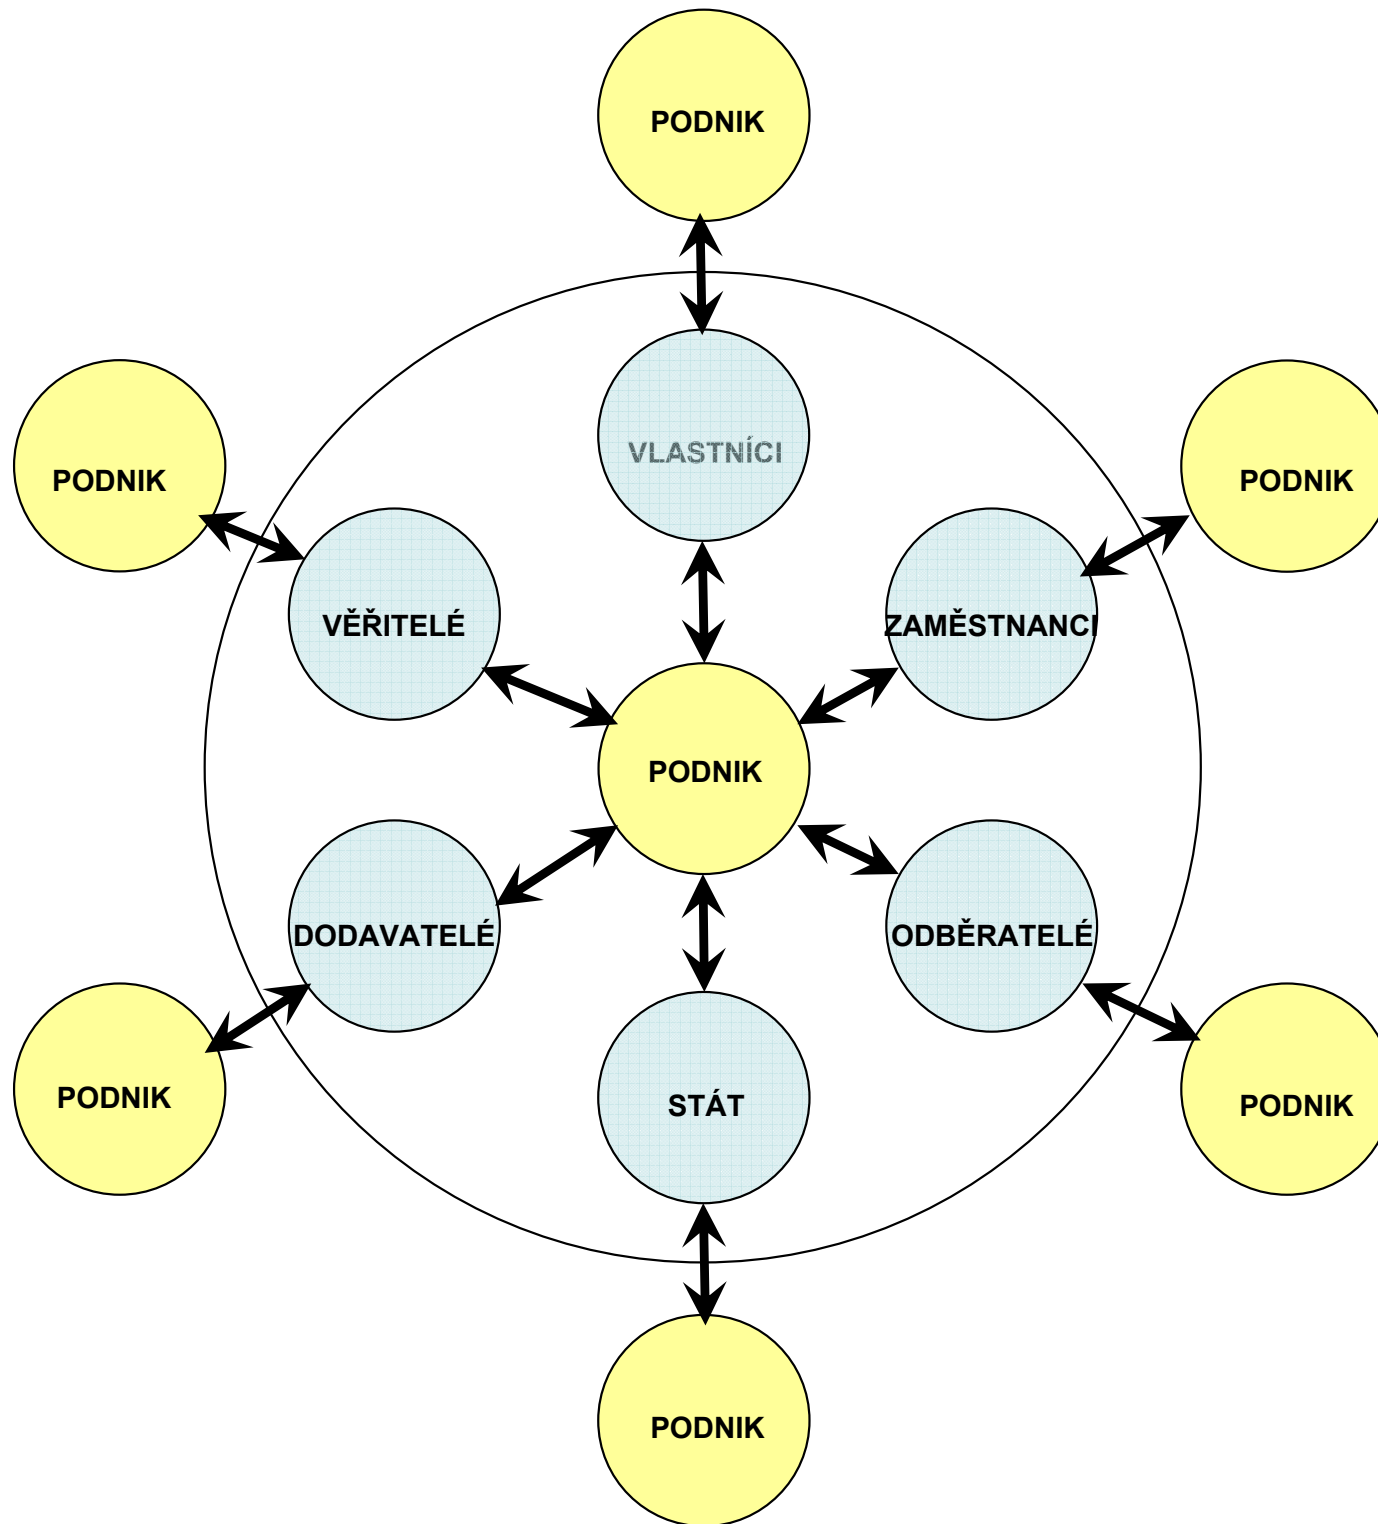 PODNIK
VLASTNÍCI
PODNIK
PODNIK
VĚŘITELÉ
ZAMĚSTNANCI
PODNIK
DODAVATELÉ
ODBĚRATELÉ
PODNIK
STÁT
PODNIK
PODNIK